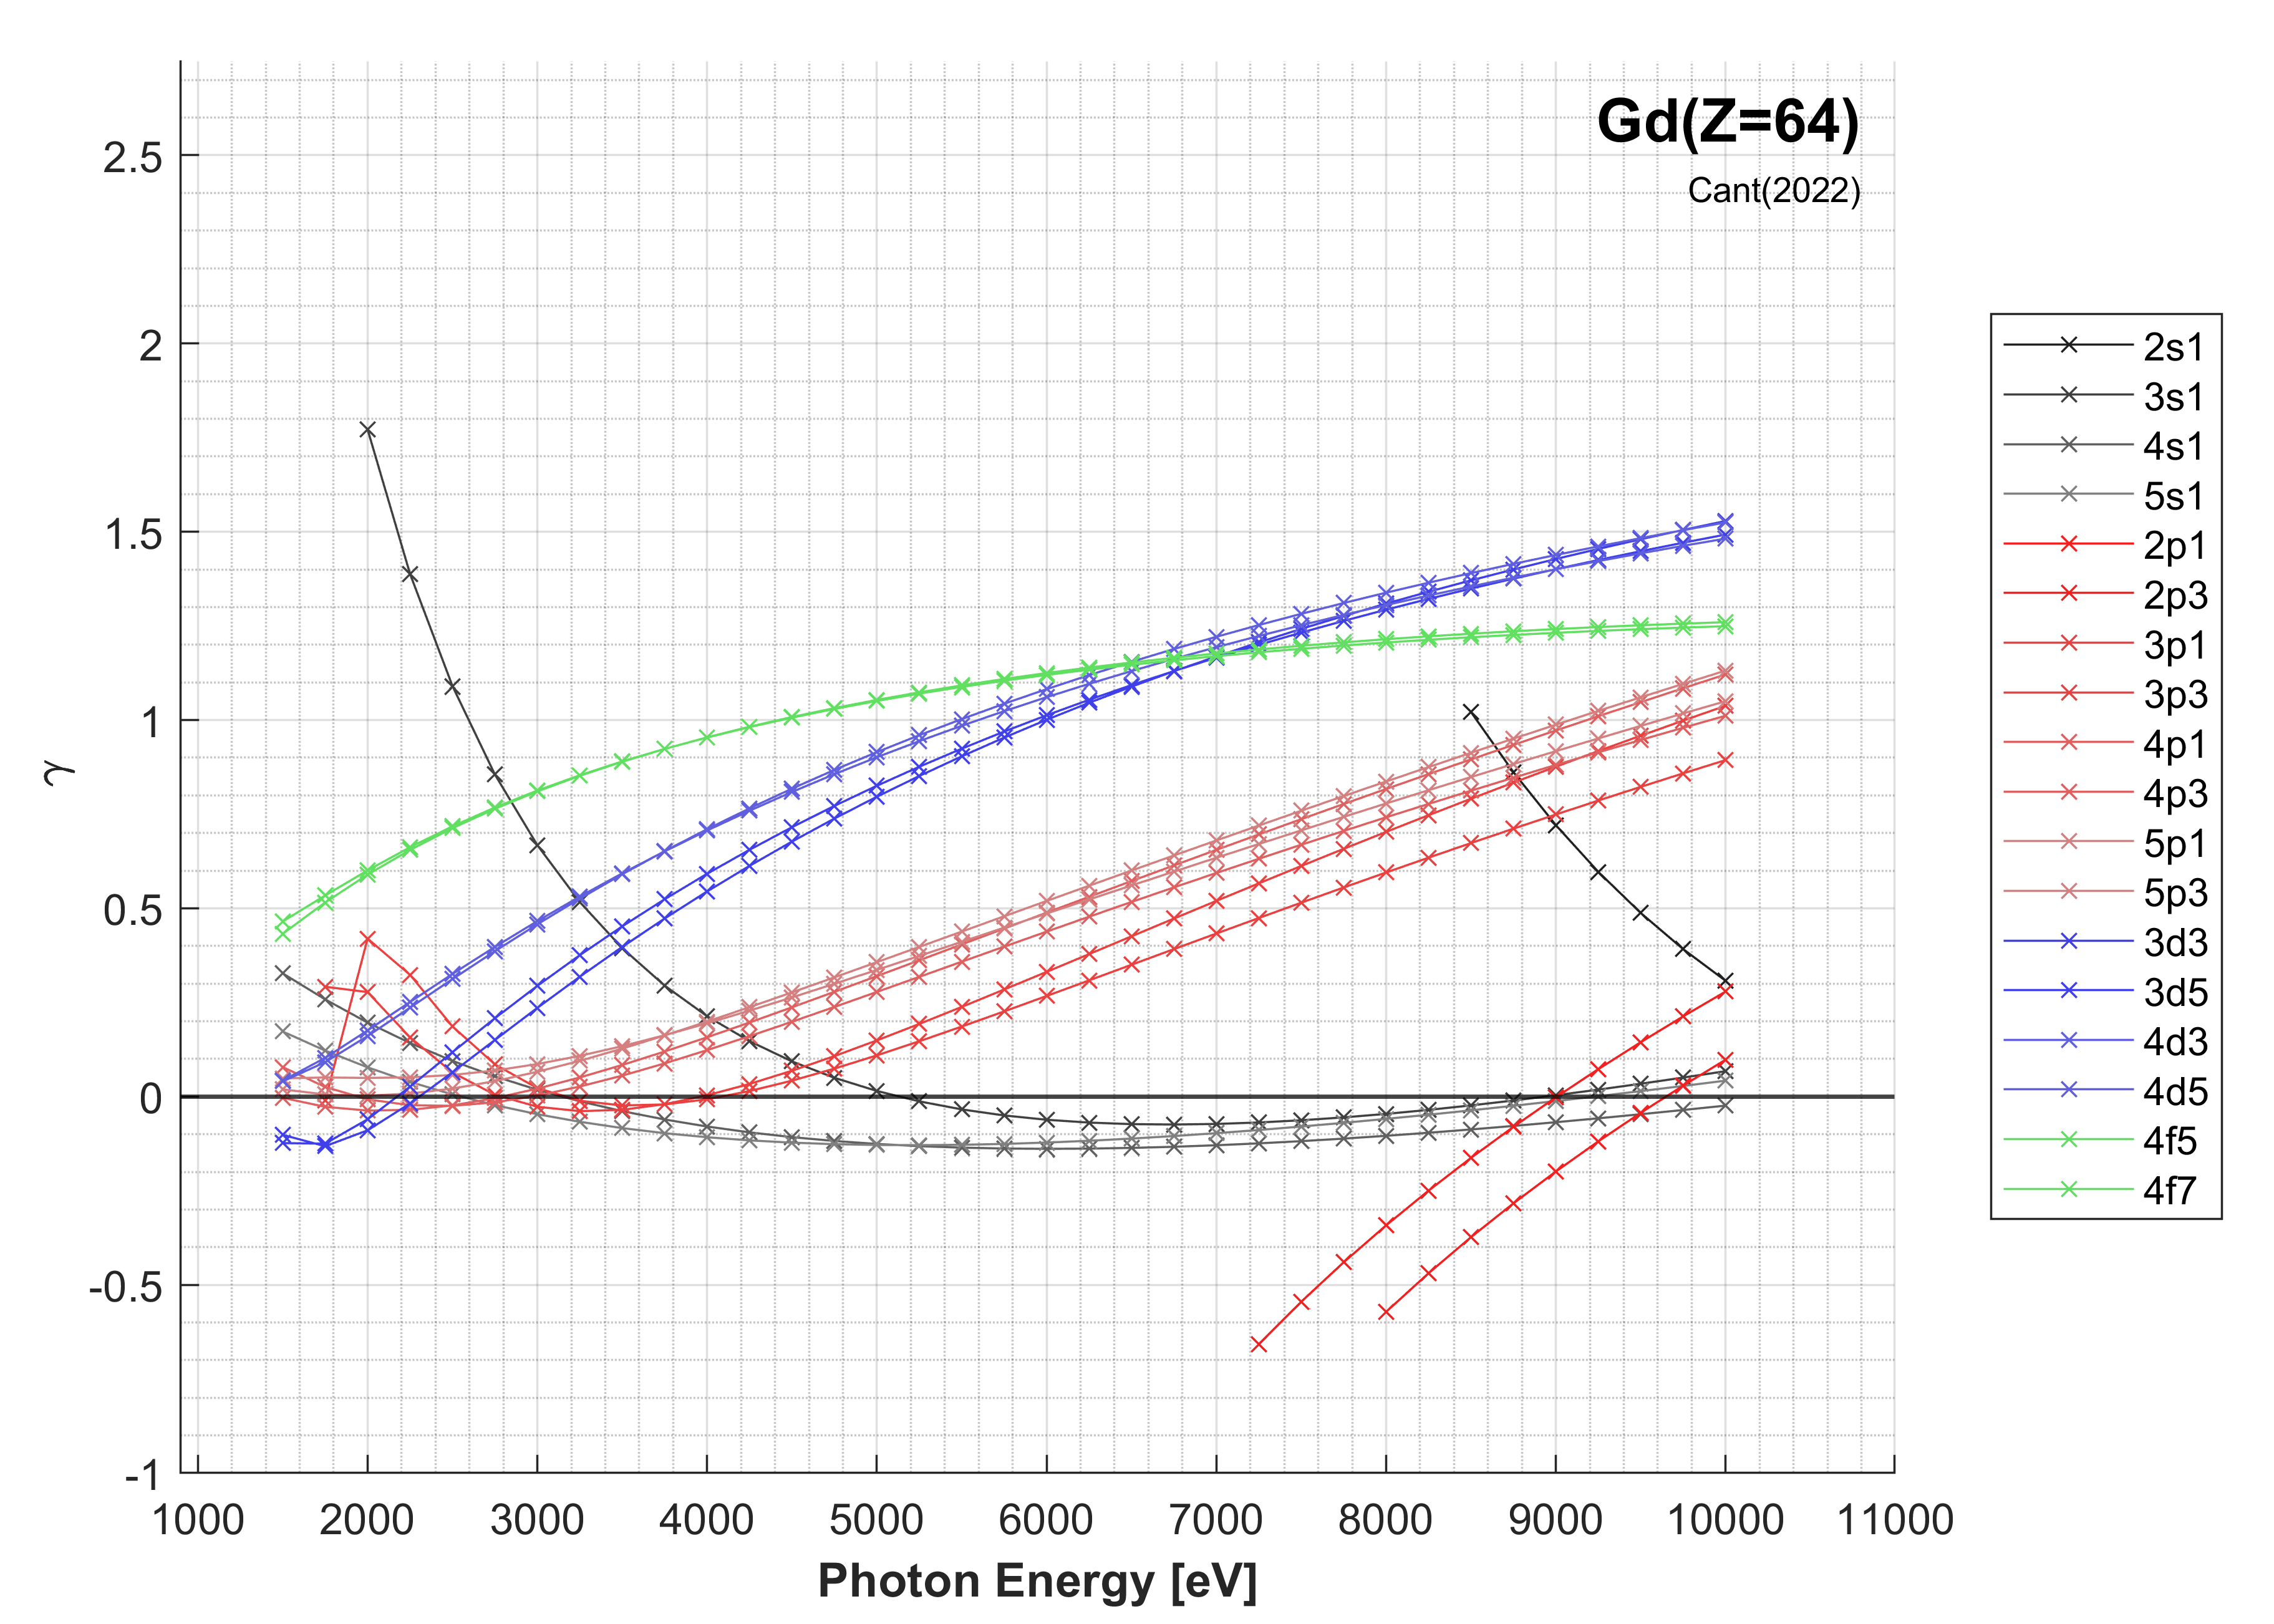 Gd(Z=64)
Cant(2022)
2.5
2
1.5
1
0.5
0
-0.5
-1
γ
1000 2000 3000 4000 5000 6000 7000 8000 9000 10000 11000
Photon Energy [eV]
2s1
3s1
4s1
5s1
2p1
2p3
3p1
3p3
4p1
4p3
5p1
5p3
3d3
3d5
4d3
4d5
4f5
4f7